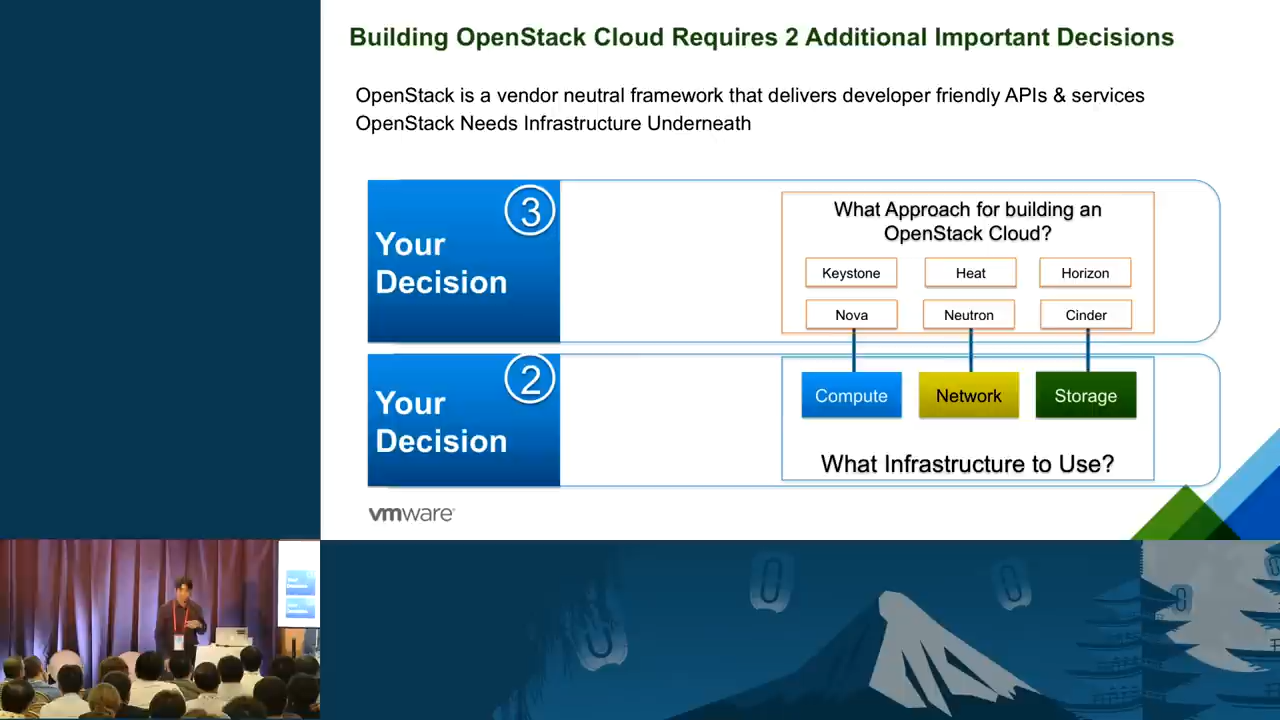 Building OpenStack Cloud Requires 2 Additional Important Decisions
OpenStack is a vendor neutral framework that delivers developer friendly APIs & services
OpenStack Needs Infrastructure Underneath
3
Your
Decision
What Approach for building an
OpenStack Cloud?
Keystone
Heat
Horizon
Nova
Neutron
Cinder
2
Your
Decision
Compute
Network
Storage
What Infrastructure to Use?
vmware